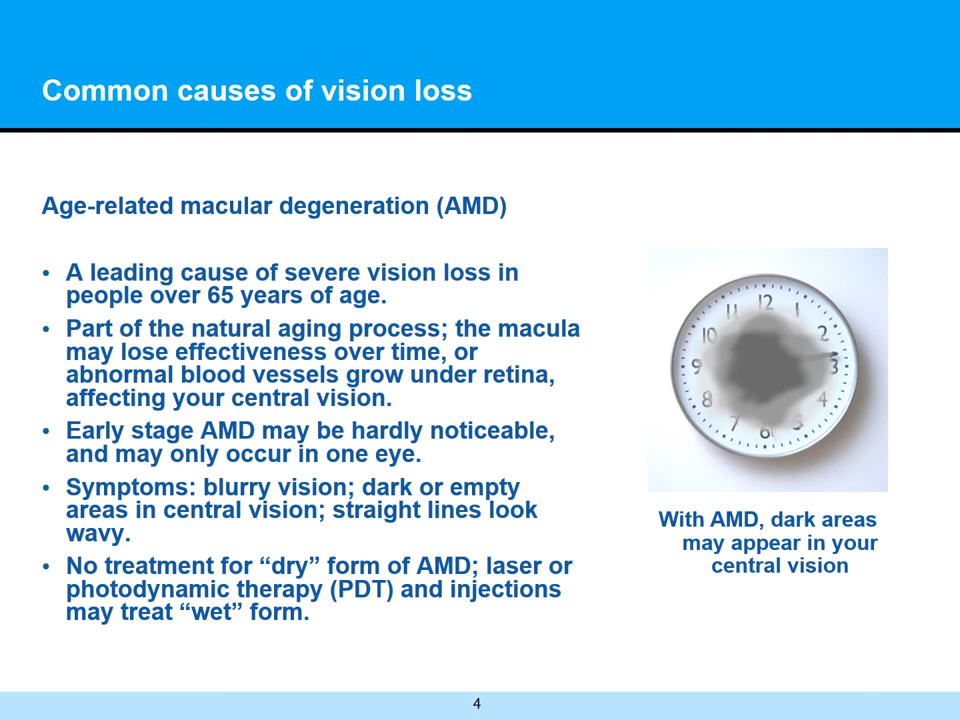 Common causes of vision loss
Age-related macular degeneration (AMD)
• A leading cause of severe vision loss in
people over 65 years of age.
• Part of the natural aging process; the macula
may lose effectiveness over time, or
abnormal blood vessels grow under retina,
affecting your central vision.
• Early stage AMD may be hardly noticeable,
and may only occur in one eye.
• Symptoms: blurry vision; dark or empty
areas in central vision; straight lines look
wavy.
• No treatment for “dry” form of AMD; laser or
photodynamic therapy (PDT) and injections
may treat “wet” form.
12
1
2
3
4
6
7
8
9
10
11
With AMD, dark areas
may appear in your
central vision
4